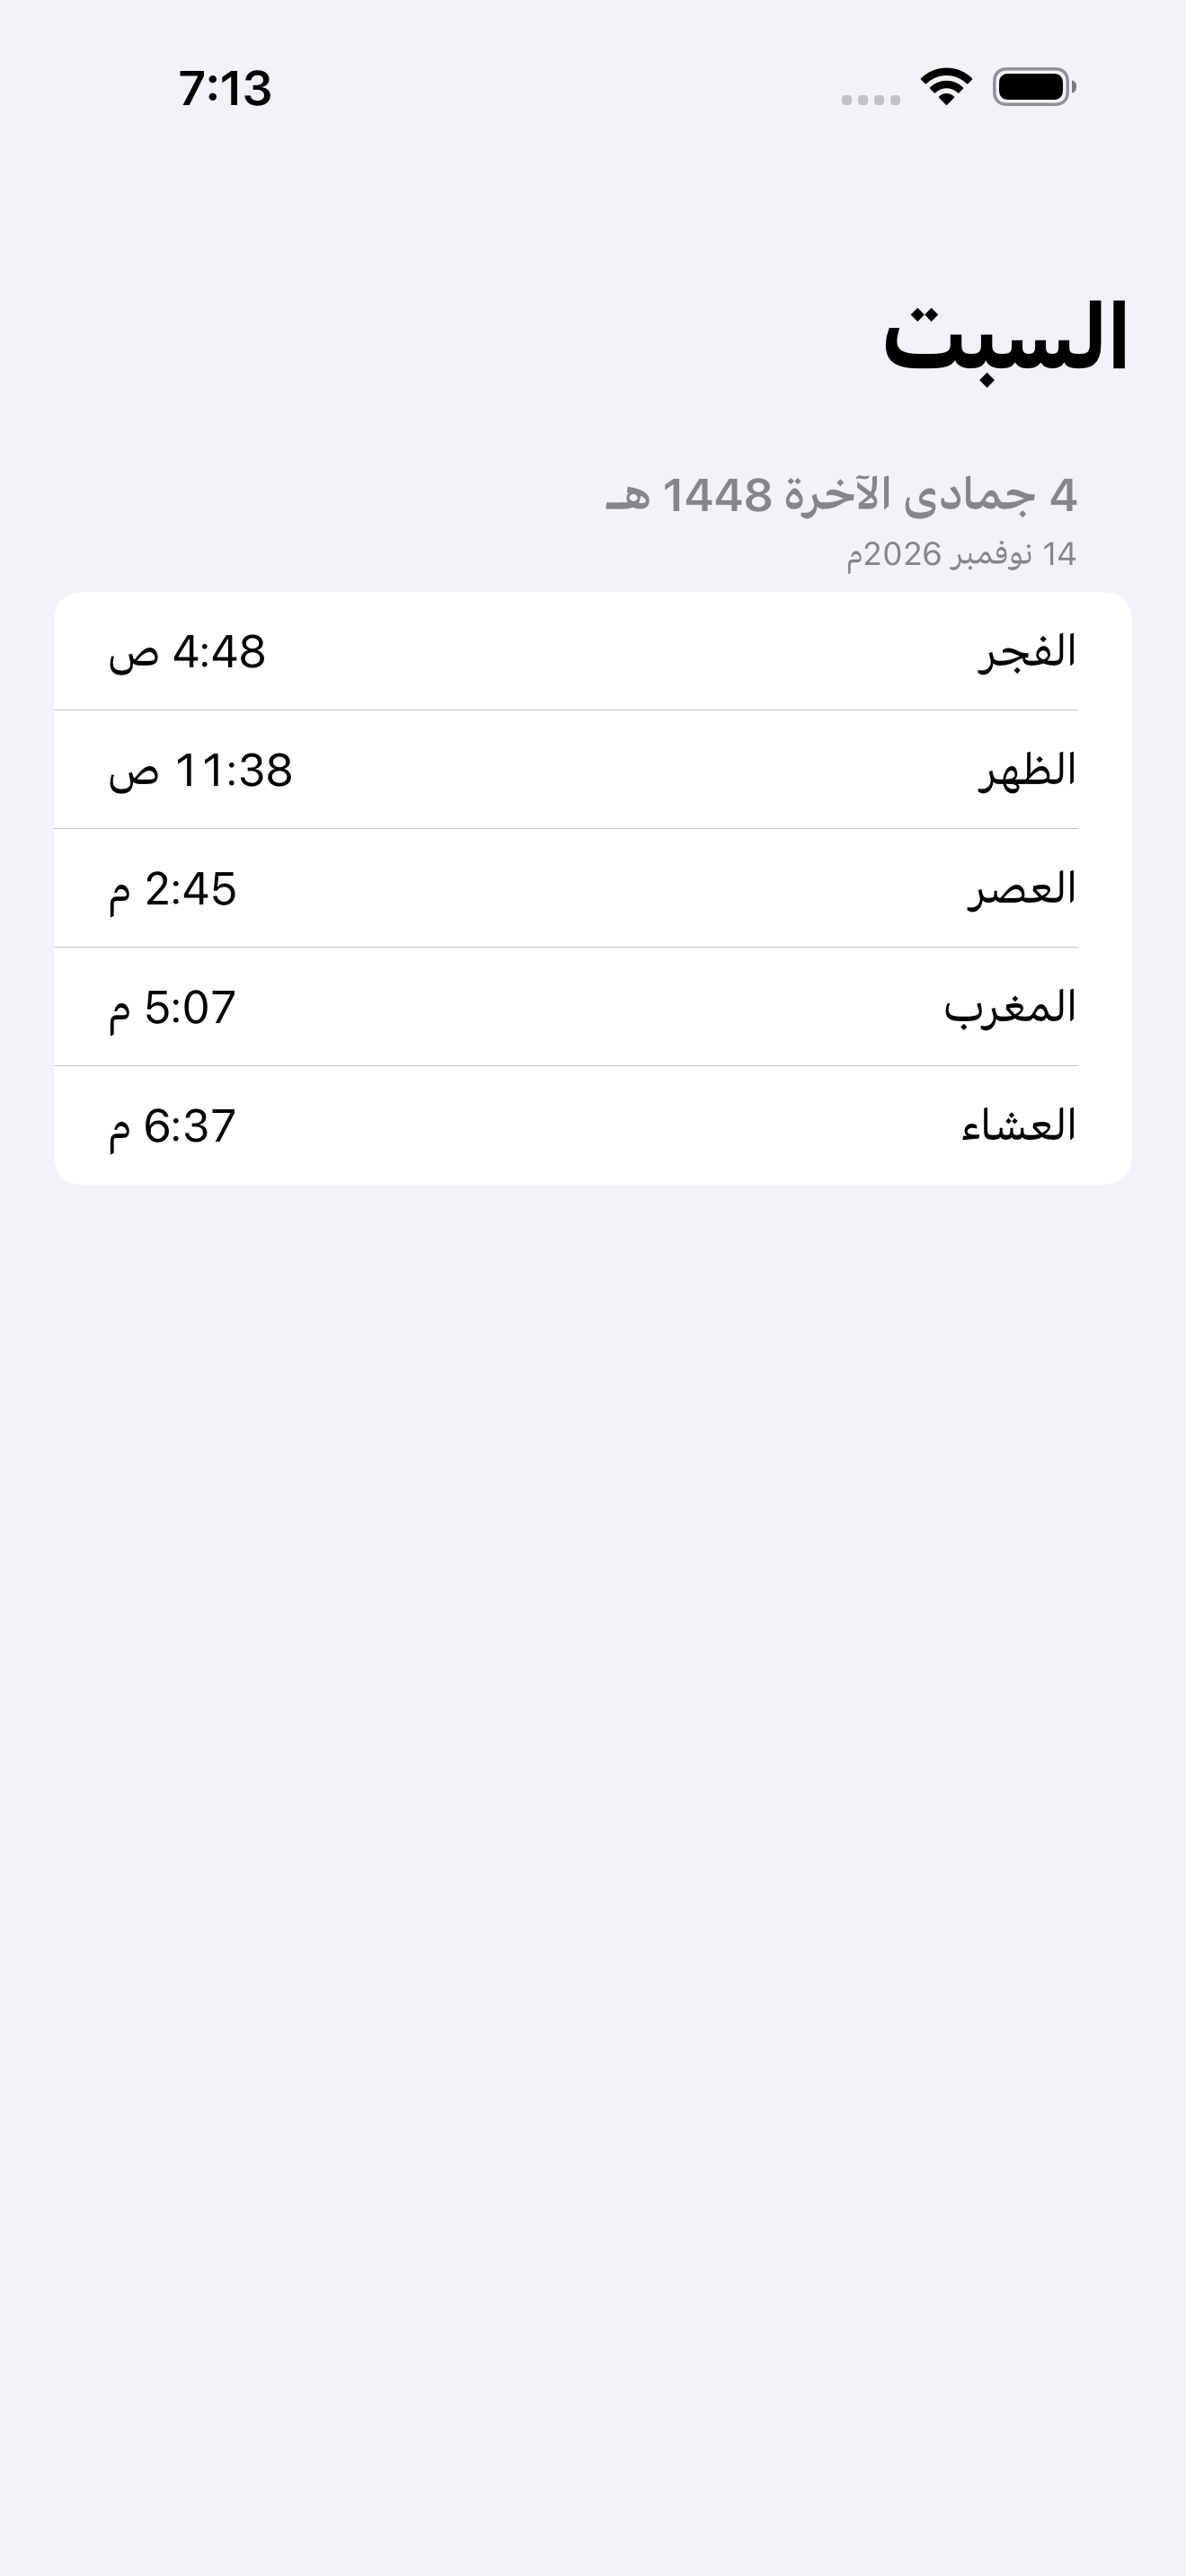 7:13
السبت
4 جمادى الآخرة 1448 هـ
14 نوفمبر 2026م
الفجر 4:48 ص
الظهر 11:38 ص
العصر 2:45 م
المغرب 5:07 م
العشاء 6:37 م